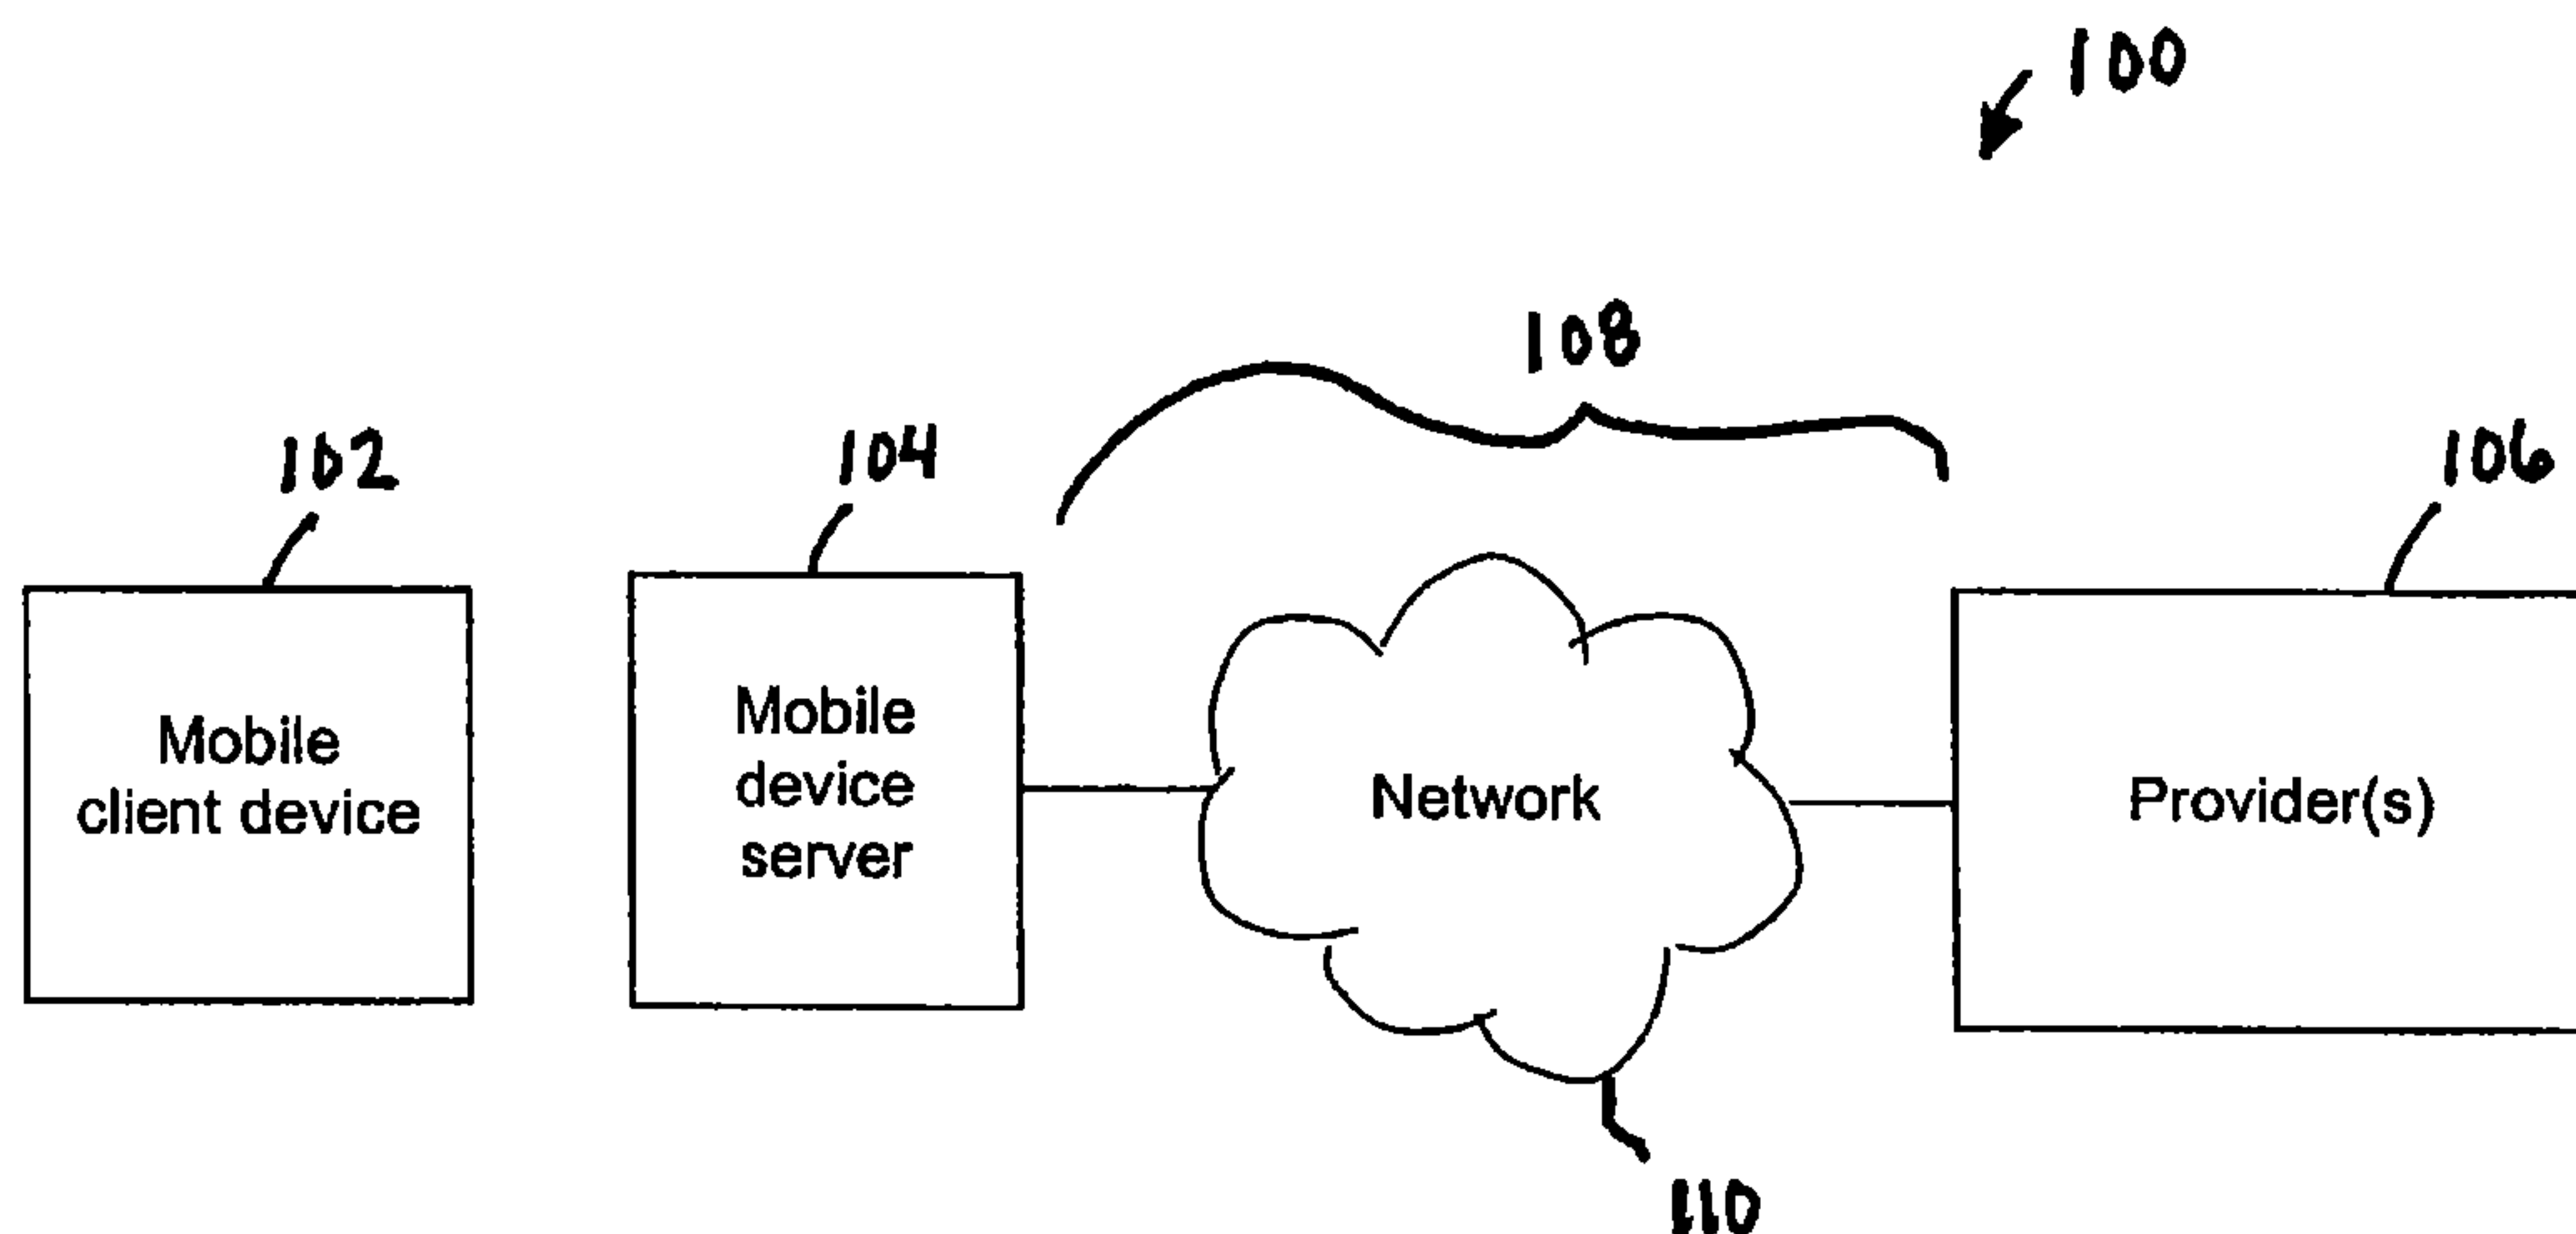 100
108
102
104
106
Mobile
client device
Mobile
device
server
Network
Provider(s)
110